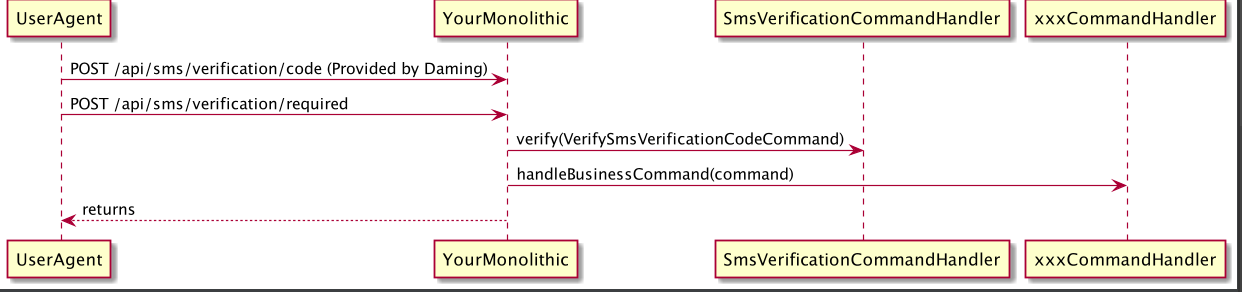 UserAgent
YourMonolithic
SmsVerificationCommandHandler
xxxCommandHandler
POST /api/sms/verification/code (Provided by Daming)
POST /api/sms/verification/required
verify(VerifySmsVerificationCodeCommand)
handleBusinessCommand(command)
returns
UserAgent
YourMonolithic
SmsVerificationCommandHandler
xxxCommandHandler